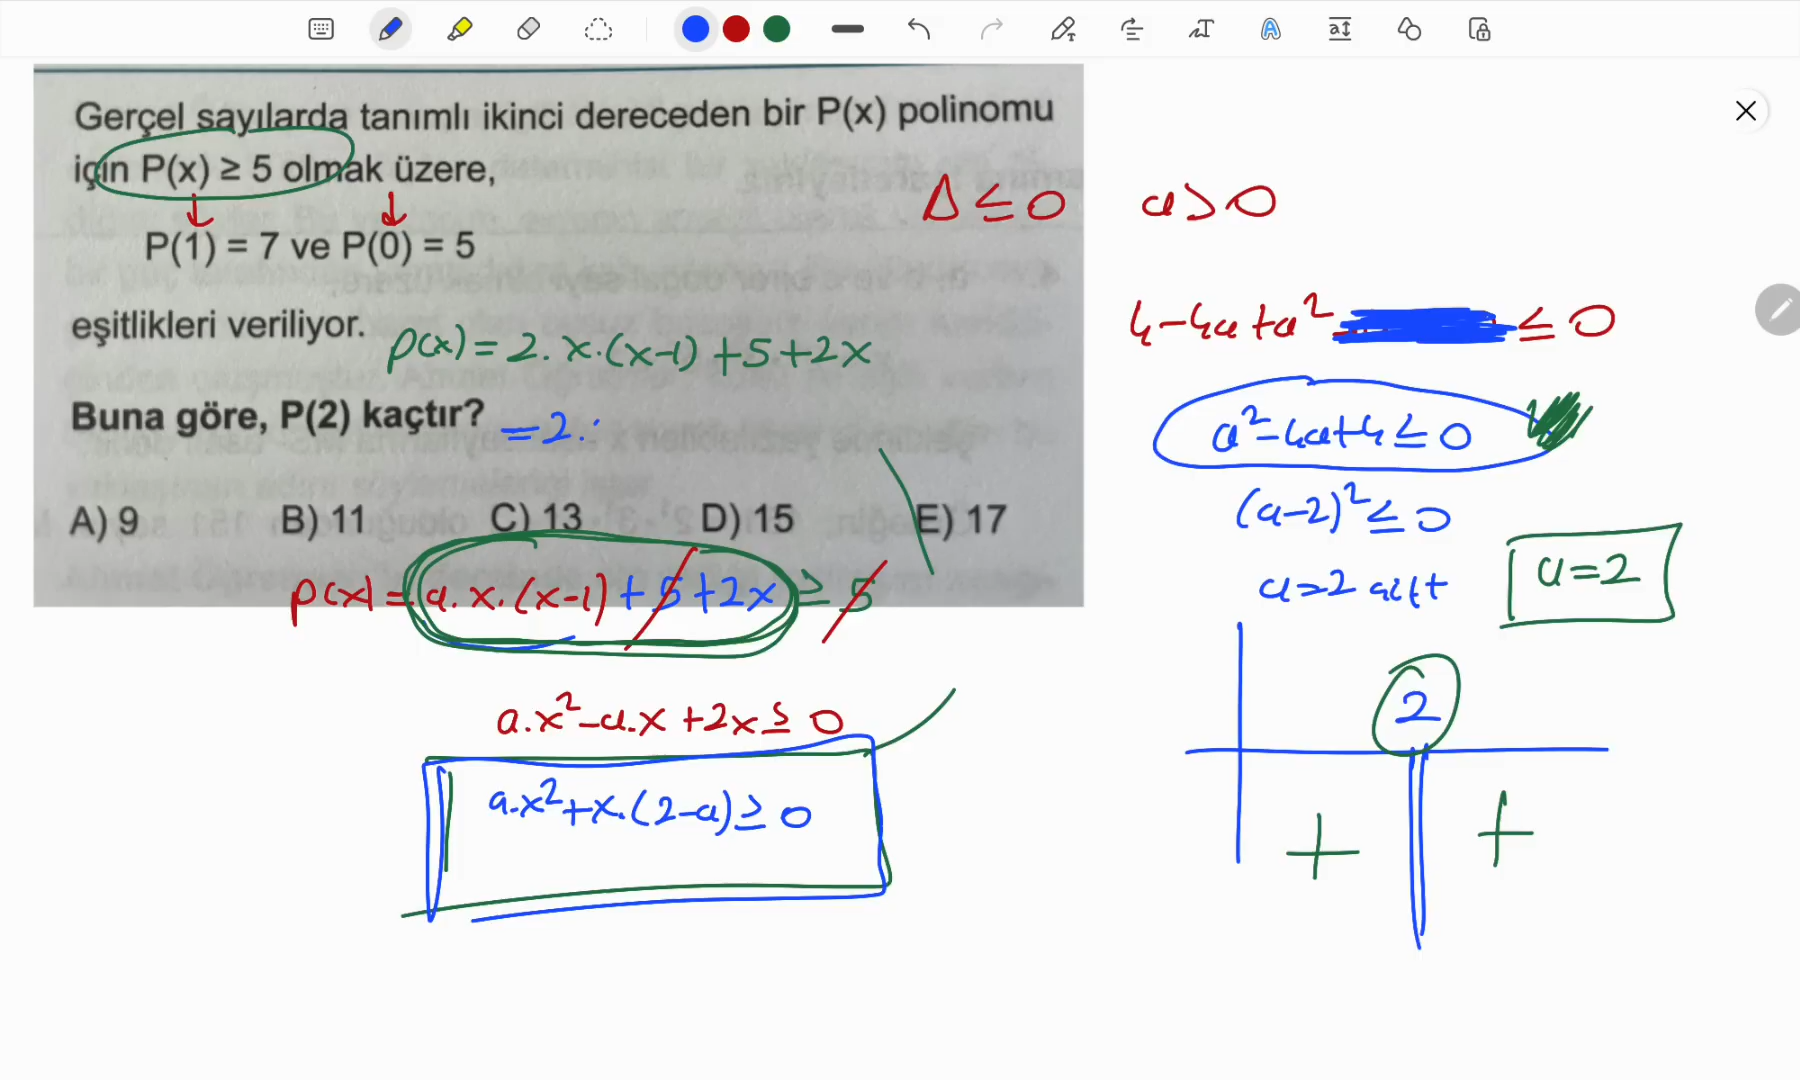 Gerçel sayılarda tanımlı ikinci dereceden bir P(x) polinomu
için P(x) ≥ 5 olmak üzere,
P(1) = 7 ve P(0) = 5
eşitlikleri veriliyor.
P(x) = 2.x.(x-1) +5+2x
Buna göre, P(2) kaçtır?
= 2.
A) 9 B) 11 C) 13 D) 15 E) 17
P(x) = a.x.(x-1) +5 +2x ≥ 5
a.x² - a.x + 2x ≥ 0
a.x² + x.(2-a) ≥ 0
Δ ≤ 0 a > 0
4 - 4a + a² ≤ 0
a² - 4a + 4 ≤ 0
(a-2)² ≤ 0
a = 2 çift
a = 2
2
+ +